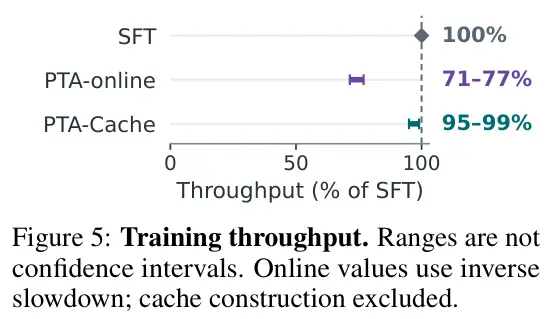 SFT 100%
PTA-online 71–77%
PTA-Cache 95–99%
0 50 100
Throughput (% of SFT)
Figure 5: Training throughput. Ranges are not
confidence intervals. Online values use inverse
slowdown; cache construction excluded.